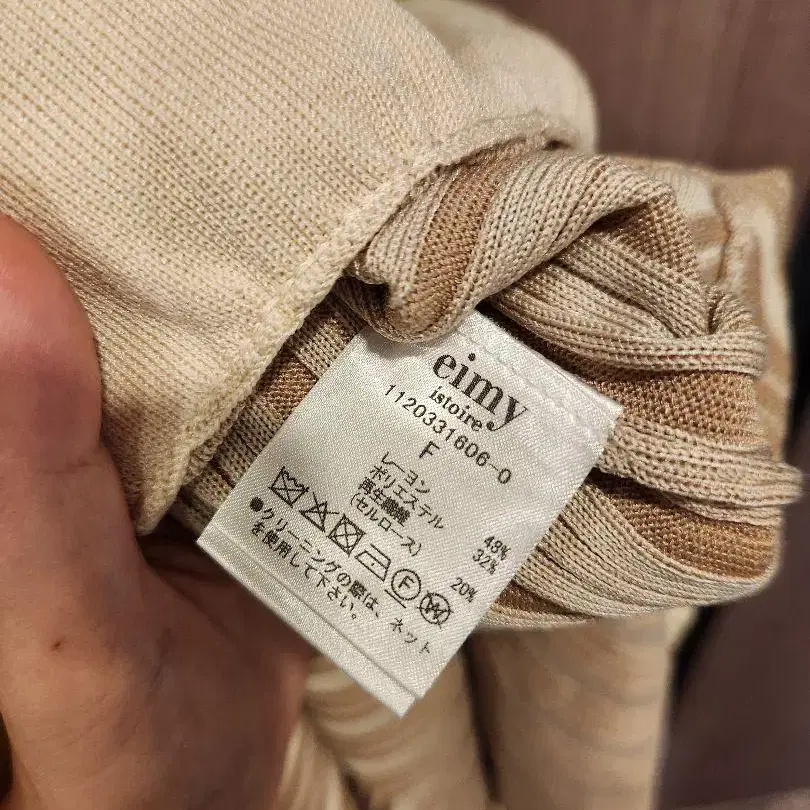 eimy
istoire
1120331606-0
F
レーヨン 48%
ポリエステル 32%
再生繊維
(セルロース) 20%
F W
●クリーニングの際は、ネット
を使用して下さい。